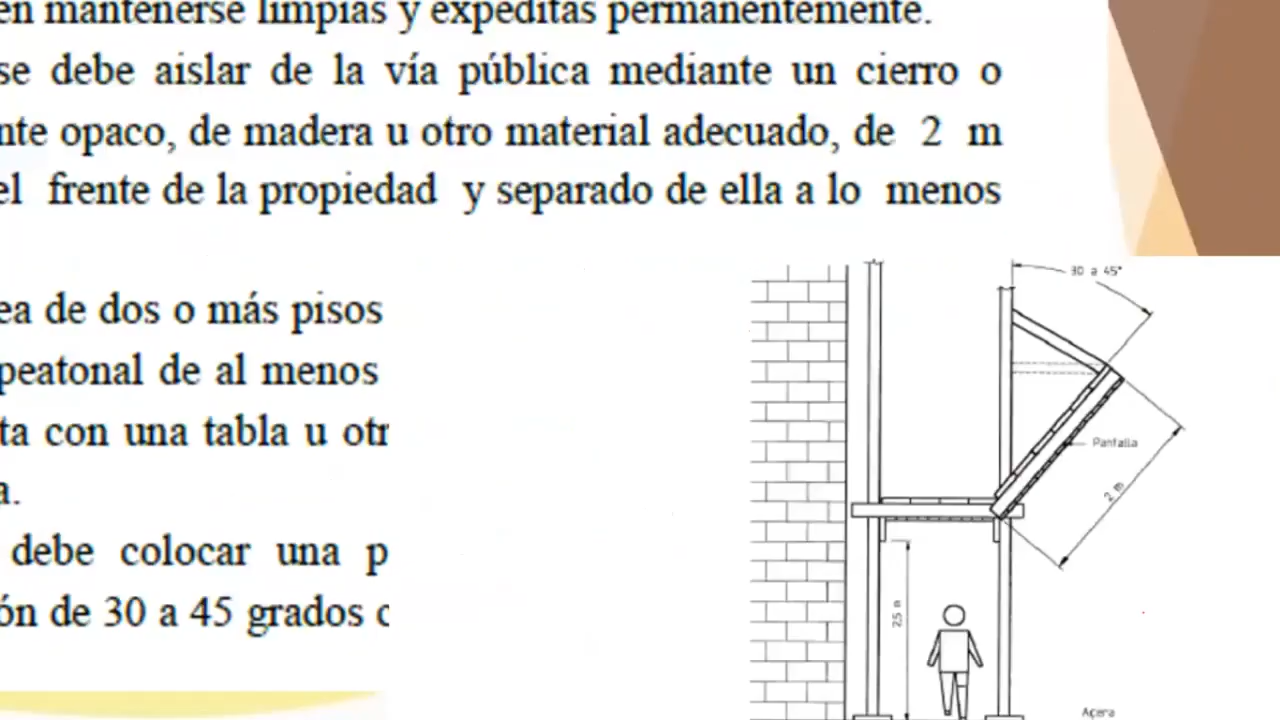 en mantenerse limpias y expeditas permanentemente.
se debe aislar de la vía pública mediante un cierro o
nte opaco, de madera u otro material adecuado, de 2 m
el frente de la propiedad y separado de ella a lo menos
ea de dos o más pisos
peatonal de al menos
ta con una tabla u otr
a.
debe colocar una p
ón de 30 a 45 grados c
30 a 45°
Pantalla
2 m
2,5 m
Acera